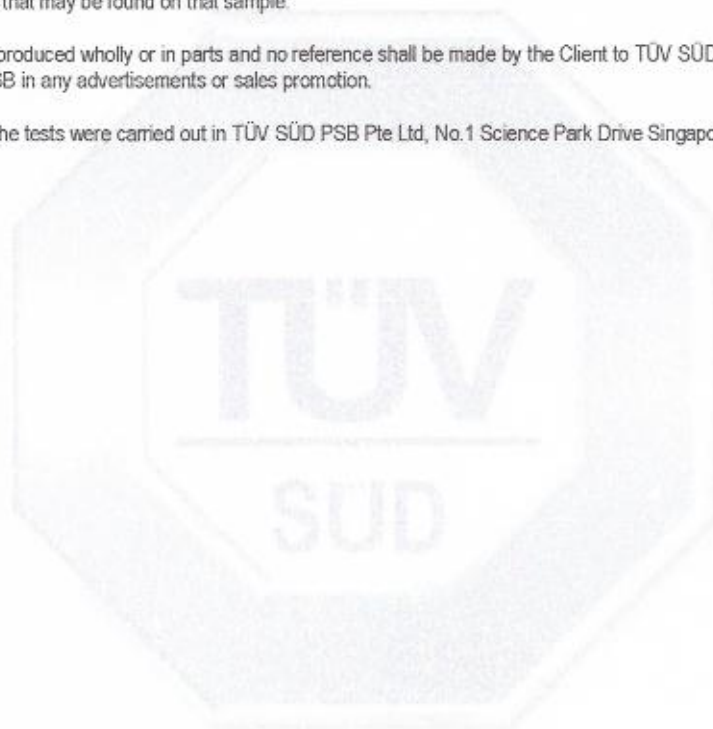 that may be found on that sample.
produced wholly or in parts and no reference shall be made by the Client to TÜV SÜD
B in any advertisements or sales promotion.
he tests were carried out in TÜV SÜD PSB Pte Ltd, No.1 Science Park Drive Singapo
TÜV
SÜD